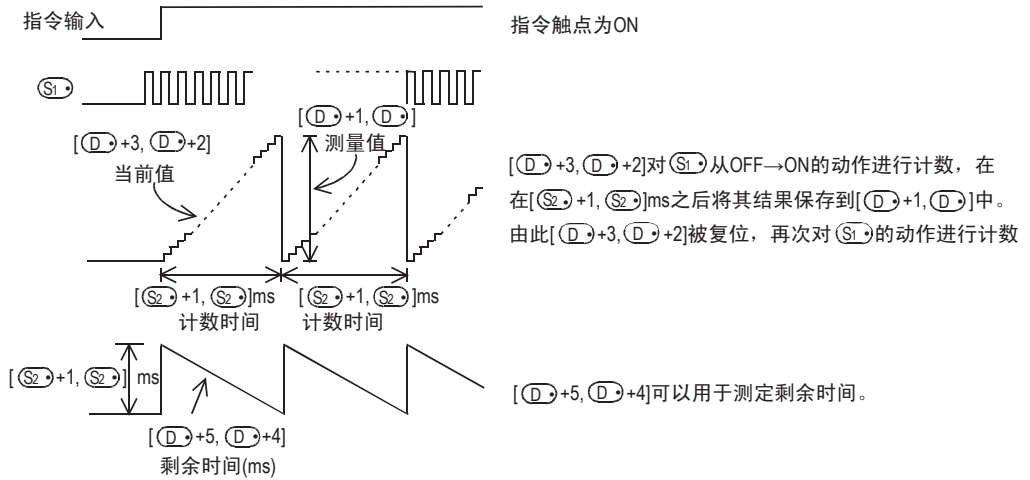 指令输入
指令触点为ON
S1•
[D• +1, D•]
测量值
[D• +3, D• +2]
当前值
[D• +3, D• +2]对S1•从OFF→ON的动作进行计数，在
在[S2• +1, S2•]ms之后将其结果保存到[D• +1, D•]中。
由此[D• +3, D• +2]被复位，再次对S1•的动作进行计数
[S2• +1, S2•]ms
计数时间
[S2• +1, S2•]ms
计数时间
[S2• +1, S2•] ms
[D• +5, D• +4]可以用于测定剩余时间。
[D• +5, D• +4]
剩余时间(ms)